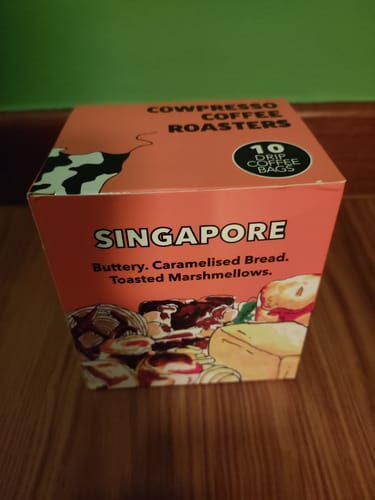 COWPRESSO
COFFEE
ROASTERS
10
DRIP
COFFEE
BAGS
SINGAPORE
Buttery. Caramelised Bread.
Toasted Marshmellows.